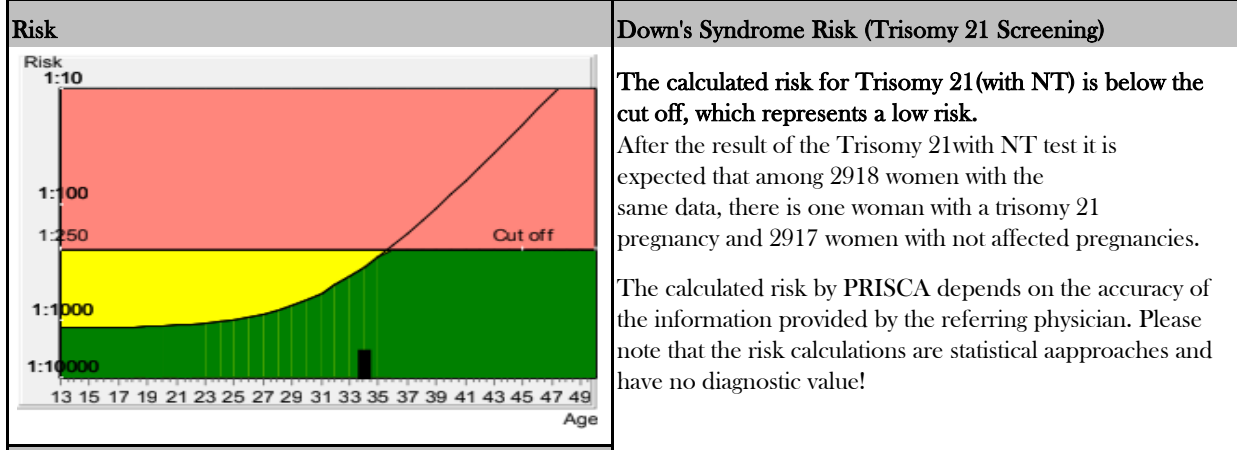 Risk
Risk
1:10
1:100
1:250
Cut off
1:1000
1:10000
13 15 17 19 21 23 25 27 29 31 33 35 37 39 41 43 45 47 49
Age
Down's Syndrome Risk (Trisomy 21 Screening)
The calculated risk for Trisomy 21(with NT) is below the
cut off, which represents a low risk.
After the result of the Trisomy 21with NT test it is
expected that among 2918 women with the
same data, there is one woman with a trisomy 21
pregnancy and 2917 women with not affected pregnancies.
The calculated risk by PRISCA depends on the accuracy of
the information provided by the referring physician. Please
note that the risk calculations are statistical aapproaches and
have no diagnostic value!